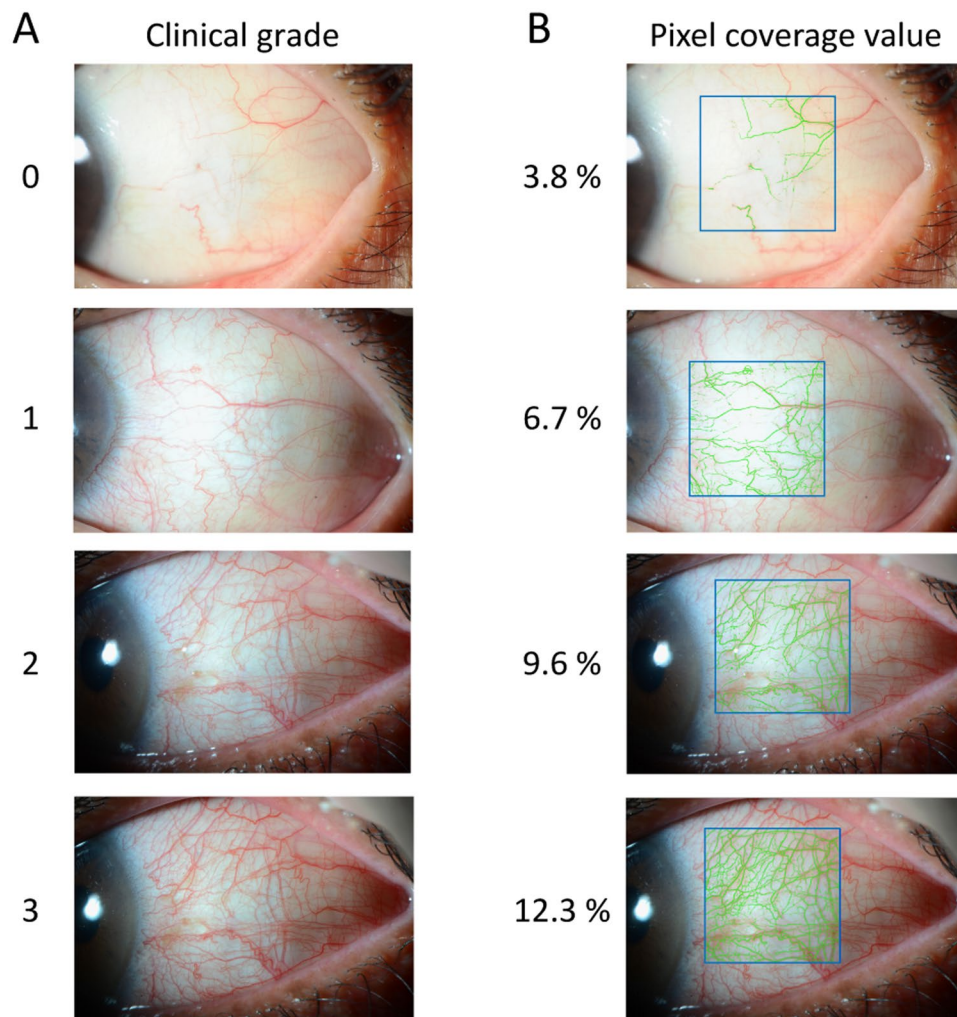 A
Clinical grade
B
Pixel coverage value
0
3.8 %
1
6.7 %
2
9.6 %
3
12.3 %